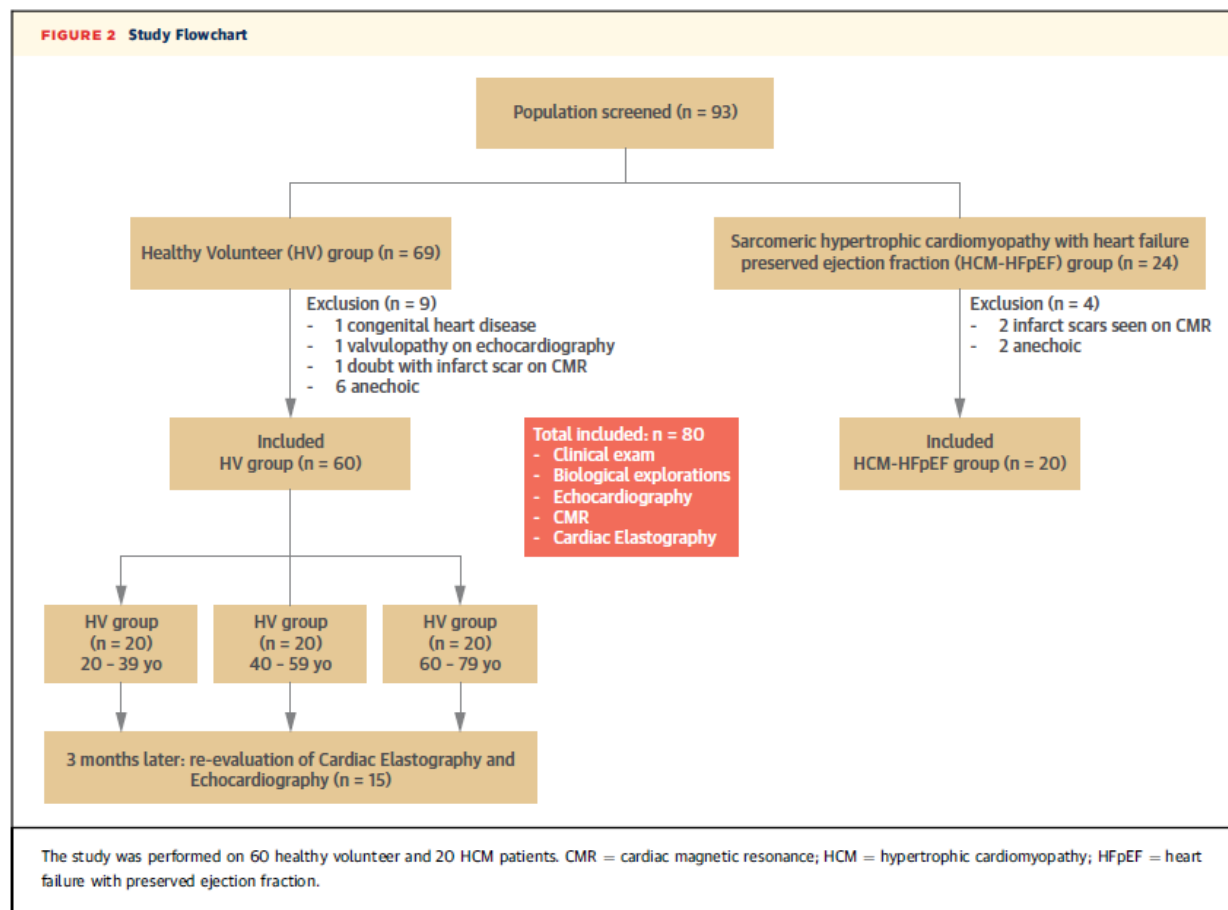 FIGURE 2 Study Flowchart
Population screened (n = 93)
Healthy Volunteer (HV) group (n = 69)
Sarcomeric hypertrophic cardiomyopathy with heart failure
preserved ejection fraction (HCM-HFpEF) group (n = 24)
Exclusion (n = 9)
- 1 congenital heart disease
- 1 valvulopathy on echocardiography
- 1 doubt with infarct scar on CMR
- 6 anechoic
Exclusion (n = 4)
- 2 infarct scars seen on CMR
- 2 anechoic
Included
HV group (n = 60)
Total included: n = 80
- Clinical exam
- Biological explorations
- Echocardiography
- CMR
- Cardiac Elastography
Included
HCM-HFpEF group (n = 20)
HV group
(n = 20)
20 – 39 yo
HV group
(n = 20)
40 – 59 yo
HV group
(n = 20)
60 – 79 yo
3 months later: re-evaluation of Cardiac Elastography and
Echocardiography (n = 15)
The study was performed on 60 healthy volunteer and 20 HCM patients. CMR = cardiac magnetic resonance; HCM = hypertrophic cardiomyopathy; HFpEF = heart
failure with preserved ejection fraction.